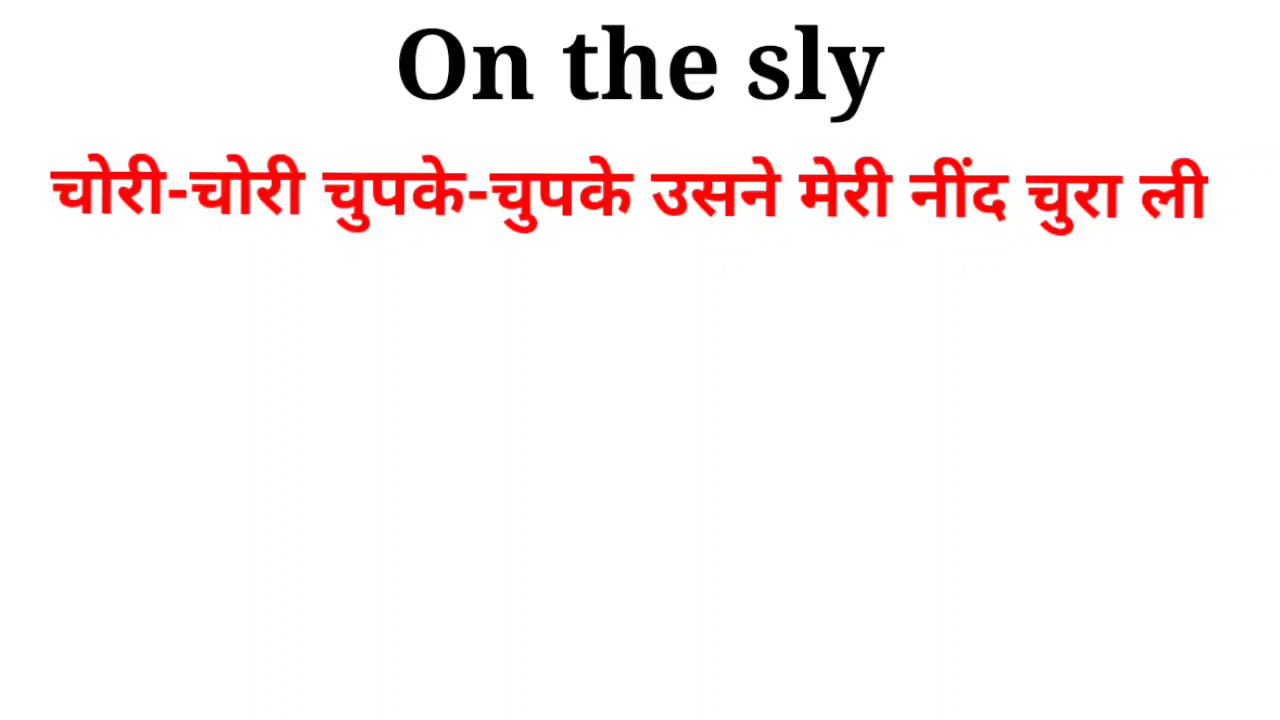 On the sly
चोरी-चोरी चुपके-चुपके उसने मेरी नींद चुरा ली